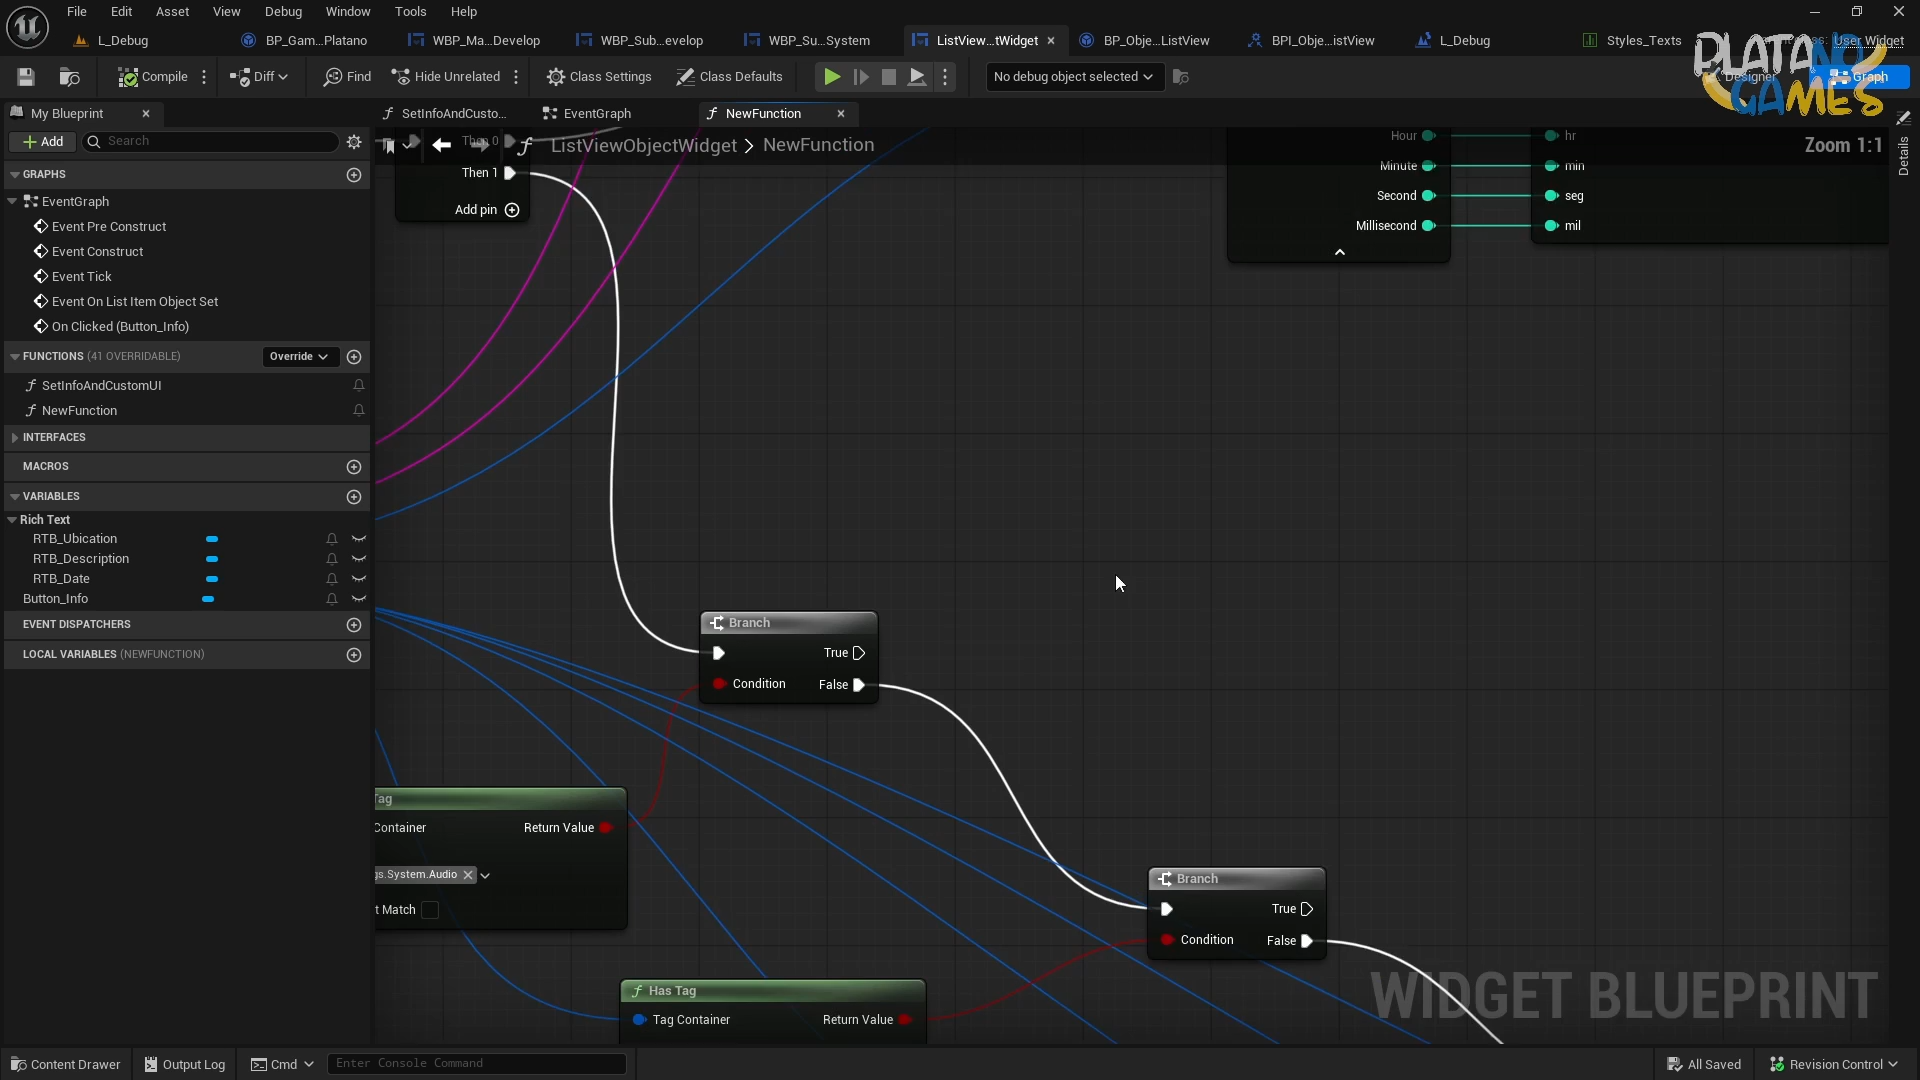 File Edit Asset View Debug Window Tools Help
L_Debug BP_Gam...Platano WBP_Ma...Develop WBP_Sub...evelop WBP_Su...System ListView...tWidget BP_Obje...ListView BPI_Obje...istView L_Debug Styles_Texts User Widget
PLATANO GAMES
Compile Diff Find Hide Unrelated Class Settings Class Defaults No debug object selected Designer Graph
My Blueprint SetInfoAndCusto... EventGraph NewFunction
Add Search
Then 0 ListViewObjectWidget > NewFunction Zoom 1:1
Details
Then 1
Add pin
Hour hr
Minute min
Second seg
Millisecond mil
GRAPHS
EventGraph
Event Pre Construct
Event Construct
Event Tick
Event On List Item Object Set
On Clicked (Button_Info)
FUNCTIONS (41 OVERRIDABLE) Override
SetInfoAndCustomUI
NewFunction
INTERFACES
MACROS
VARIABLES
Rich Text
RTB_Ubication
RTB_Description
RTB_Date
Button_Info
EVENT DISPATCHERS
LOCAL VARIABLES (NEWFUNCTION)
Branch
True
Condition False
Tag
Container Return Value
gs.System.Audio
t Match
Branch
True
Condition False
Has Tag
Tag Container Return Value
WIDGET BLUEPRINT
Content Drawer Output Log Cmd Enter Console Command All Saved Revision Control